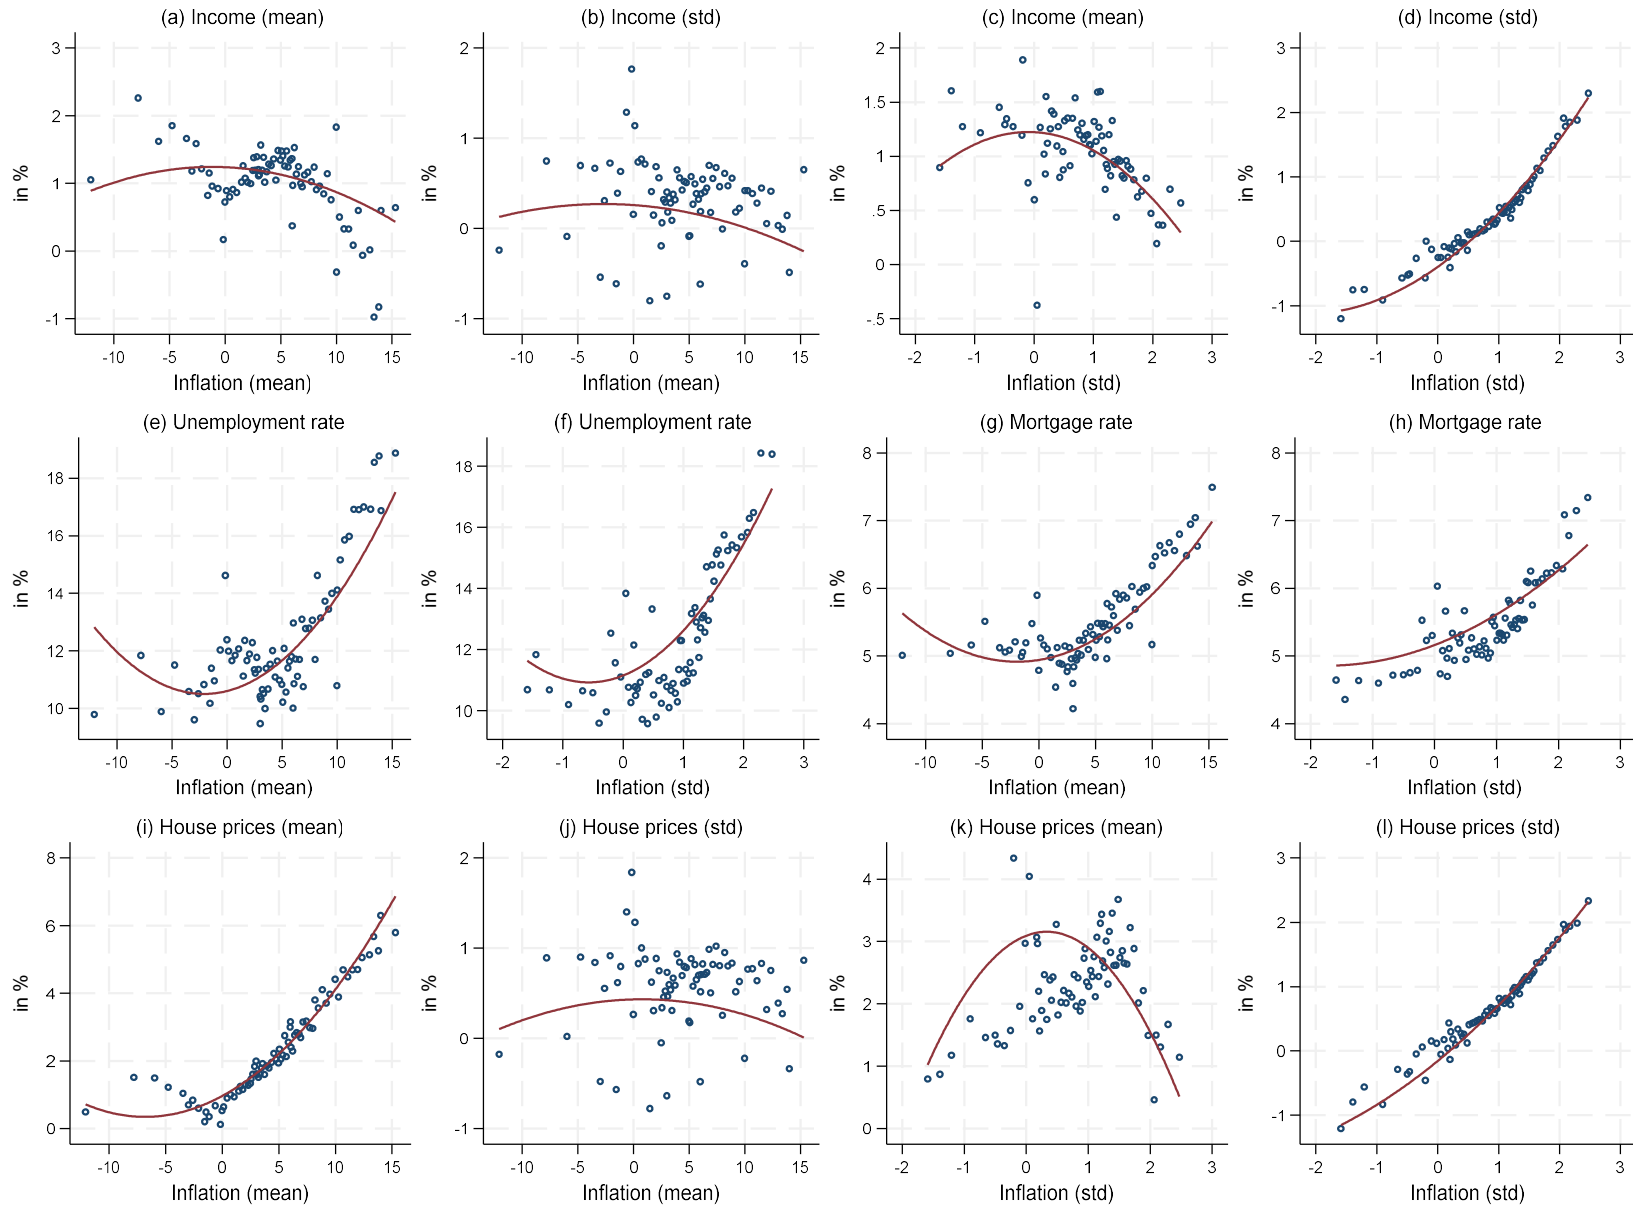 (a) Income (mean)
(b) Income (std)
(c) Income (mean)
(d) Income (std)
in %
3
2
1
0
-1
-10 -5 0 5 10 15
Inflation (mean)
in %
2
1
0
-1
-10 -5 0 5 10 15
Inflation (mean)
in %
2
1.5
1
.5
0
-.5
-2 -1 0 1 2 3
Inflation (std)
in %
3
2
1
0
-1
-2 -1 0 1 2 3
Inflation (std)
(e) Unemployment rate
(f) Unemployment rate
(g) Mortgage rate
(h) Mortgage rate
in %
18
16
14
12
10
-10 -5 0 5 10 15
Inflation (mean)
in %
18
16
14
12
10
-2 -1 0 1 2 3
Inflation (std)
in %
8
7
6
5
4
-10 -5 0 5 10 15
Inflation (mean)
in %
8
7
6
5
4
-2 -1 0 1 2 3
Inflation (std)
(i) House prices (mean)
(j) House prices (std)
(k) House prices (mean)
(l) House prices (std)
in %
8
6
4
2
0
-10 -5 0 5 10 15
Inflation (mean)
in %
2
1
0
-1
-10 -5 0 5 10 15
Inflation (mean)
in %
4
3
2
1
0
-2 -1 0 1 2 3
Inflation (std)
in %
3
2
1
0
-1
-2 -1 0 1 2 3
Inflation (std)